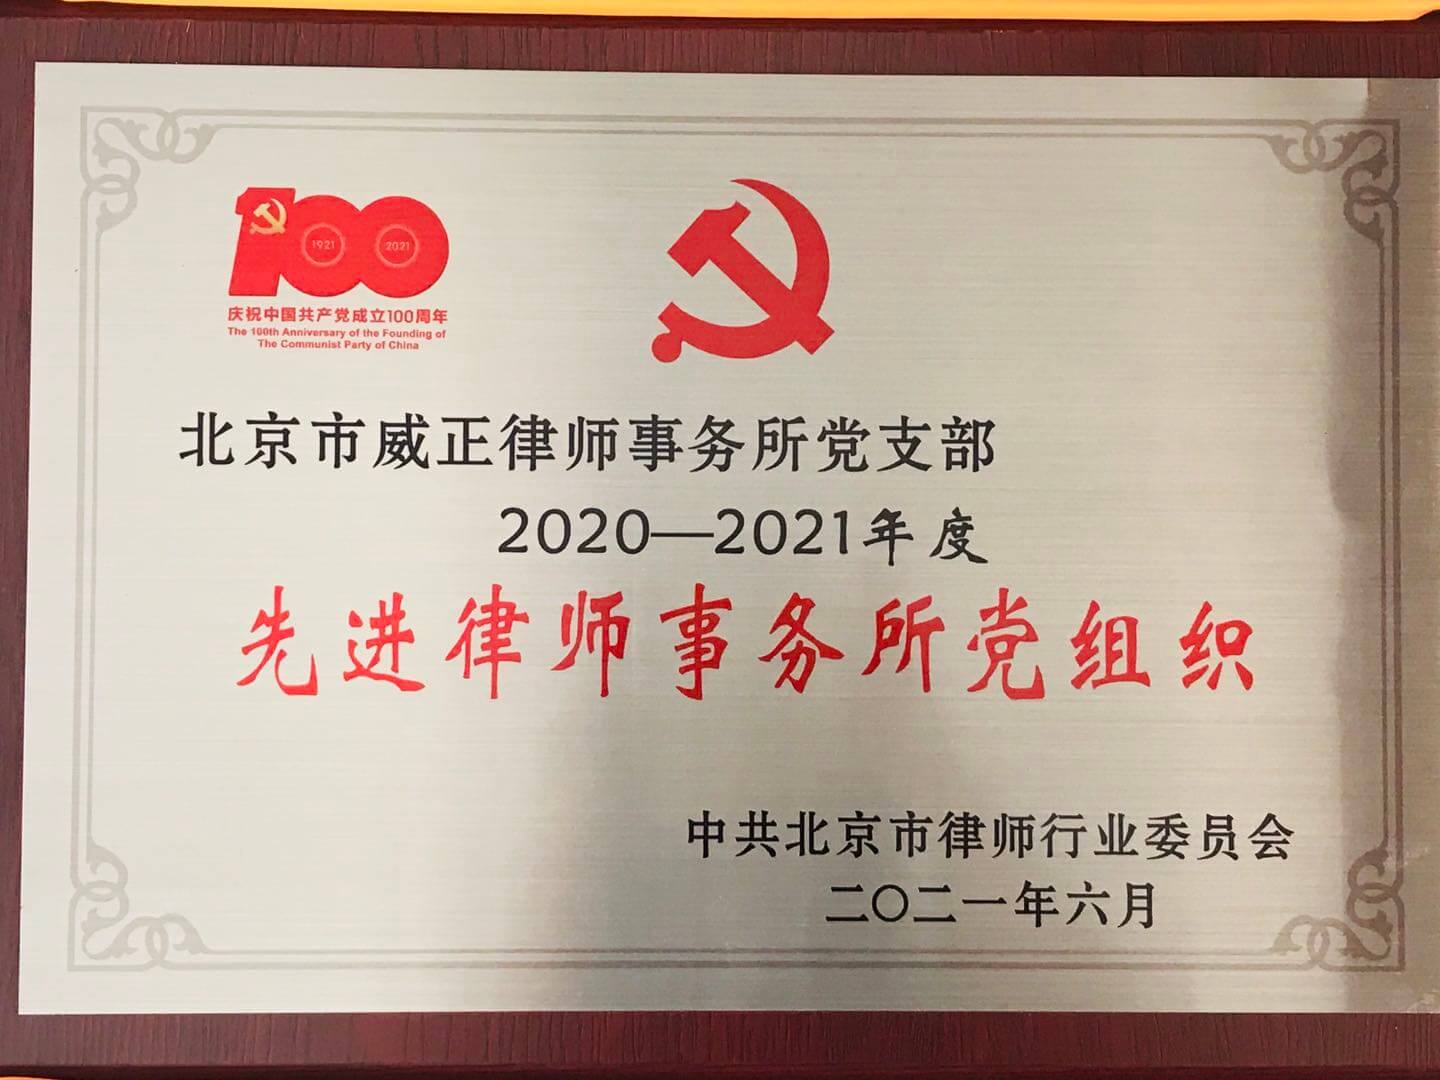 1921
2021
庆祝中国共产党成立100周年
The 100th Anniversary of the Founding of
The Communist Party of China
北京市威正律师事务所党支部
2020—2021年度
先进律师事务所党组织
中共北京市律师行业委员会
二〇二一年六月